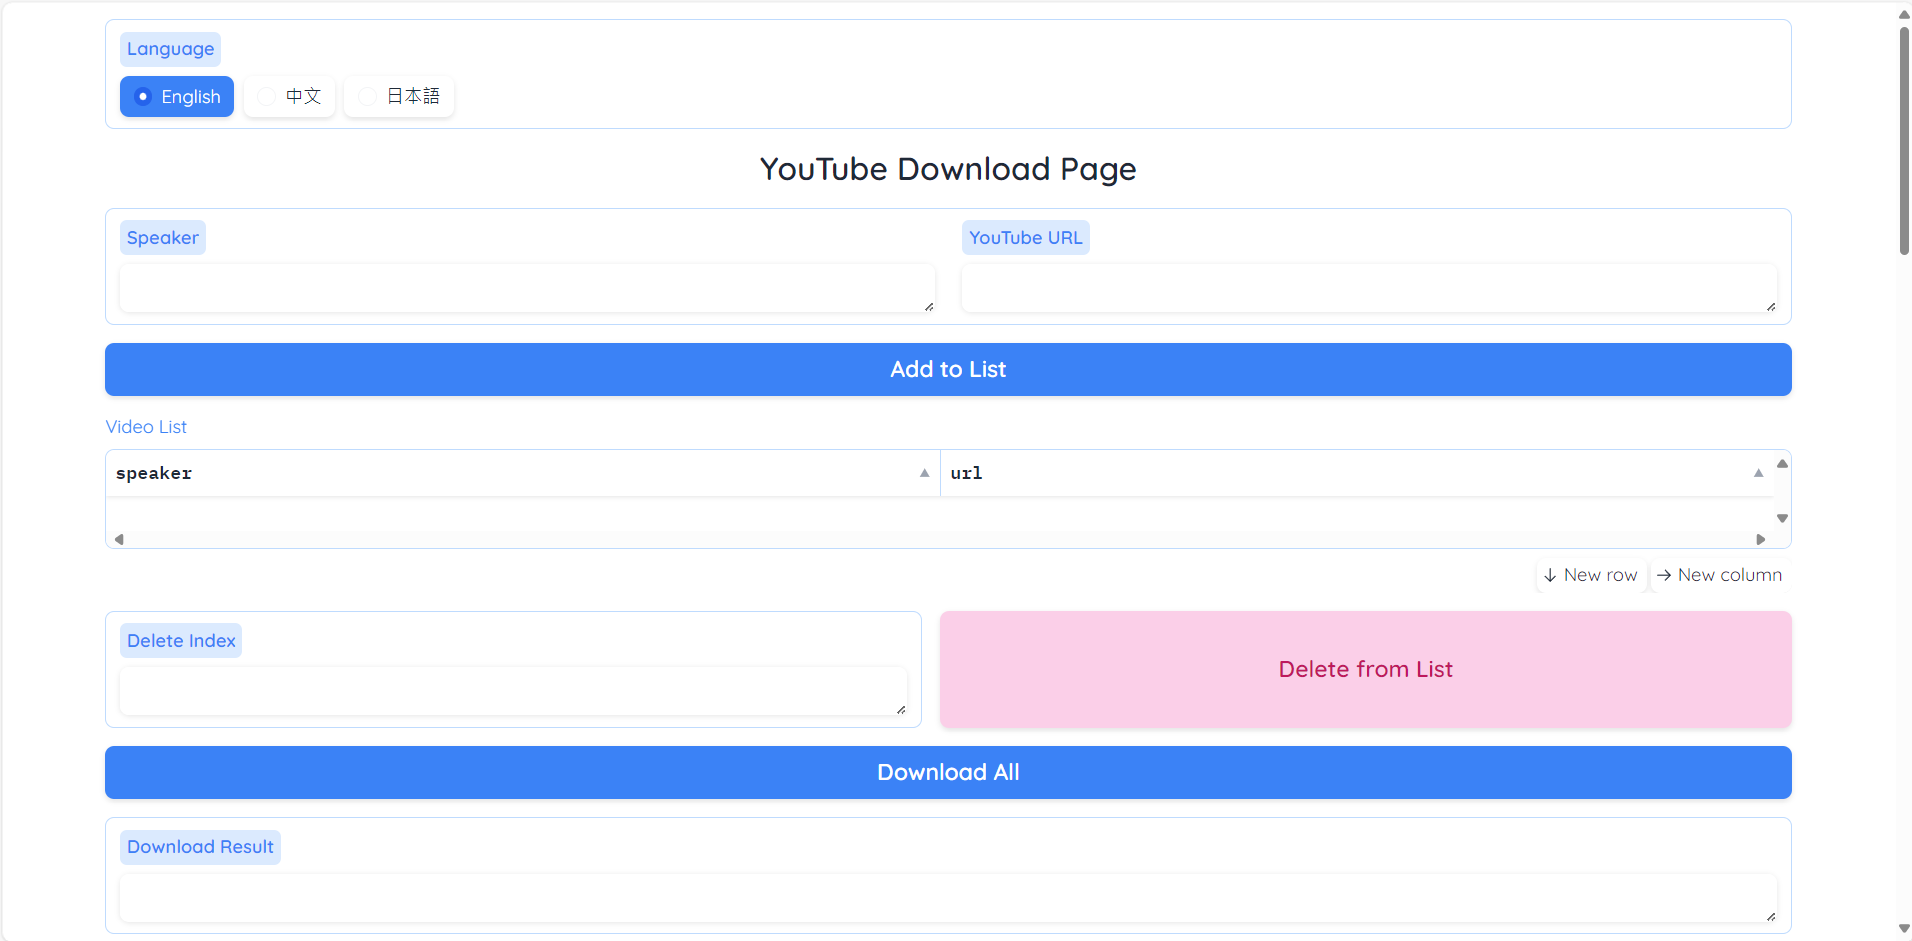 Language
English 中文 日本語
YouTube Download Page
Speaker YouTube URL
Add to List
Video List
speaker url
New row New column
Delete Index
Delete from List
Download All
Download Result